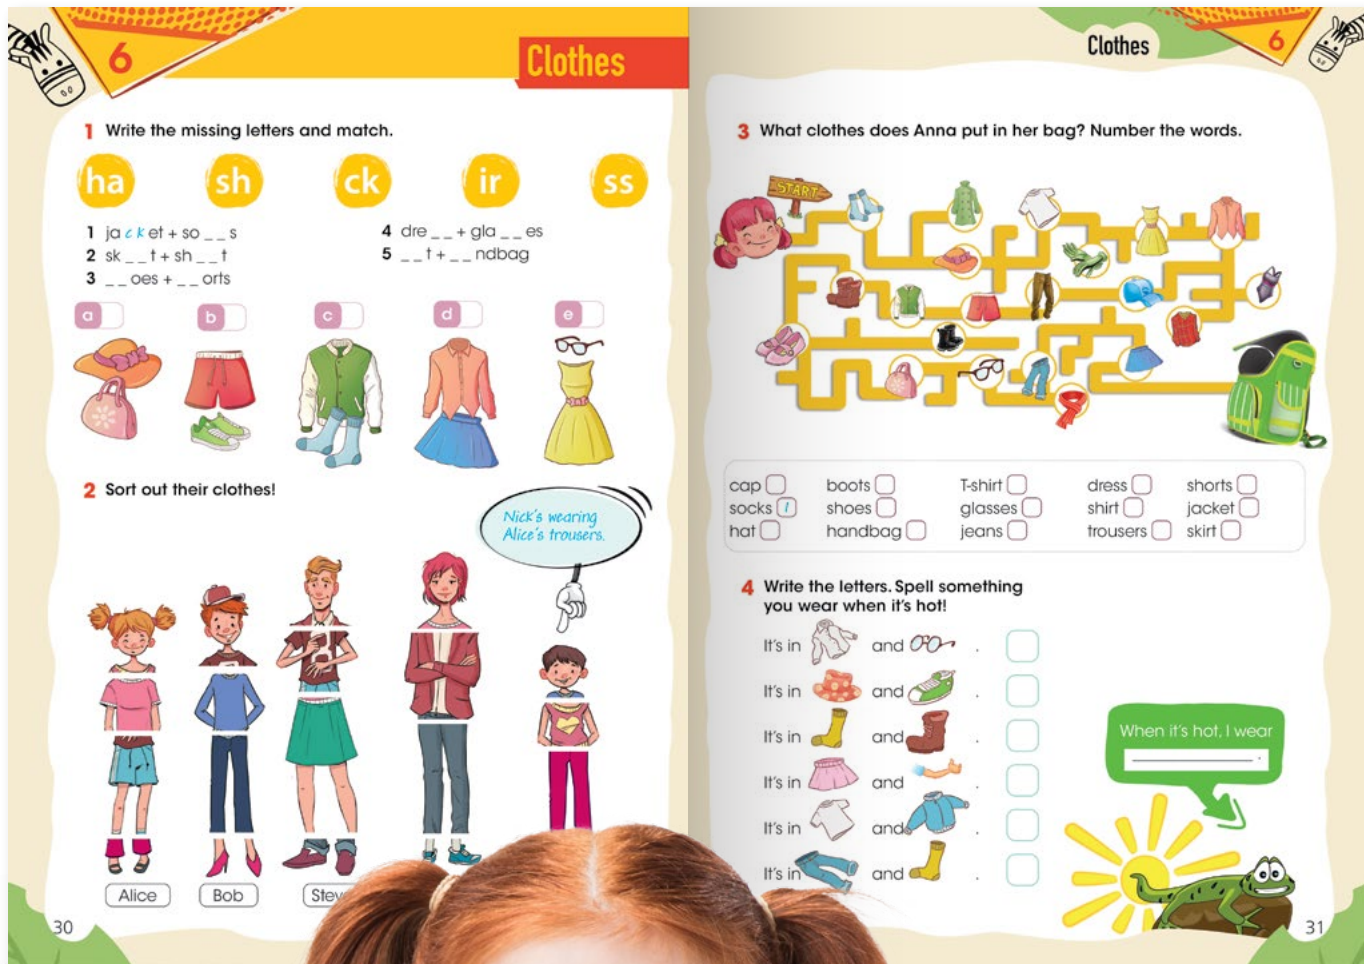 6
Clothes
1 Write the missing letters and match.
ha sh ck ir ss
1 ja c k et + so _ _ s
2 sk _ _ t + sh _ _ t
3 _ _ oes + _ _ orts
4 dre _ _ + gla _ _ es
5 _ _ t + _ _ ndbag
a b c d e
2 Sort out their clothes!
Nick's wearing
Alice's trousers.
Alice Bob Stev
30
Clothes
6
3 What clothes does Anna put in her bag? Number the words.
START
cap boots T-shirt dress shorts
socks 1 shoes glasses shirt jacket
hat handbag jeans trousers skirt
4 Write the letters. Spell something
you wear when it's hot!
It's in and .
It's in and .
It's in and .
It's in and .
It's in and .
It's in and .
When it's hot, I wear
.
31